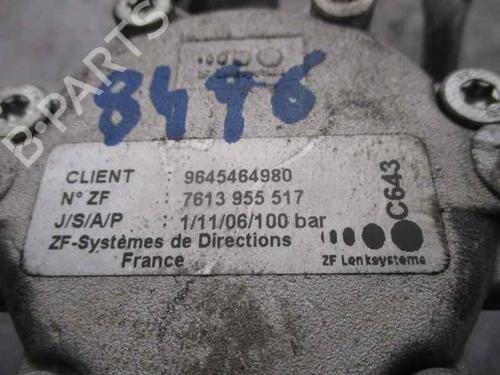 8476
CLIENT : 9645464980
N° ZF : 7613 955 517
J/S/A/P : 1/11/06/100 bar
ZF-Systèmes de Directions
France
C643
ZF Lenksysteme
B-PARTS